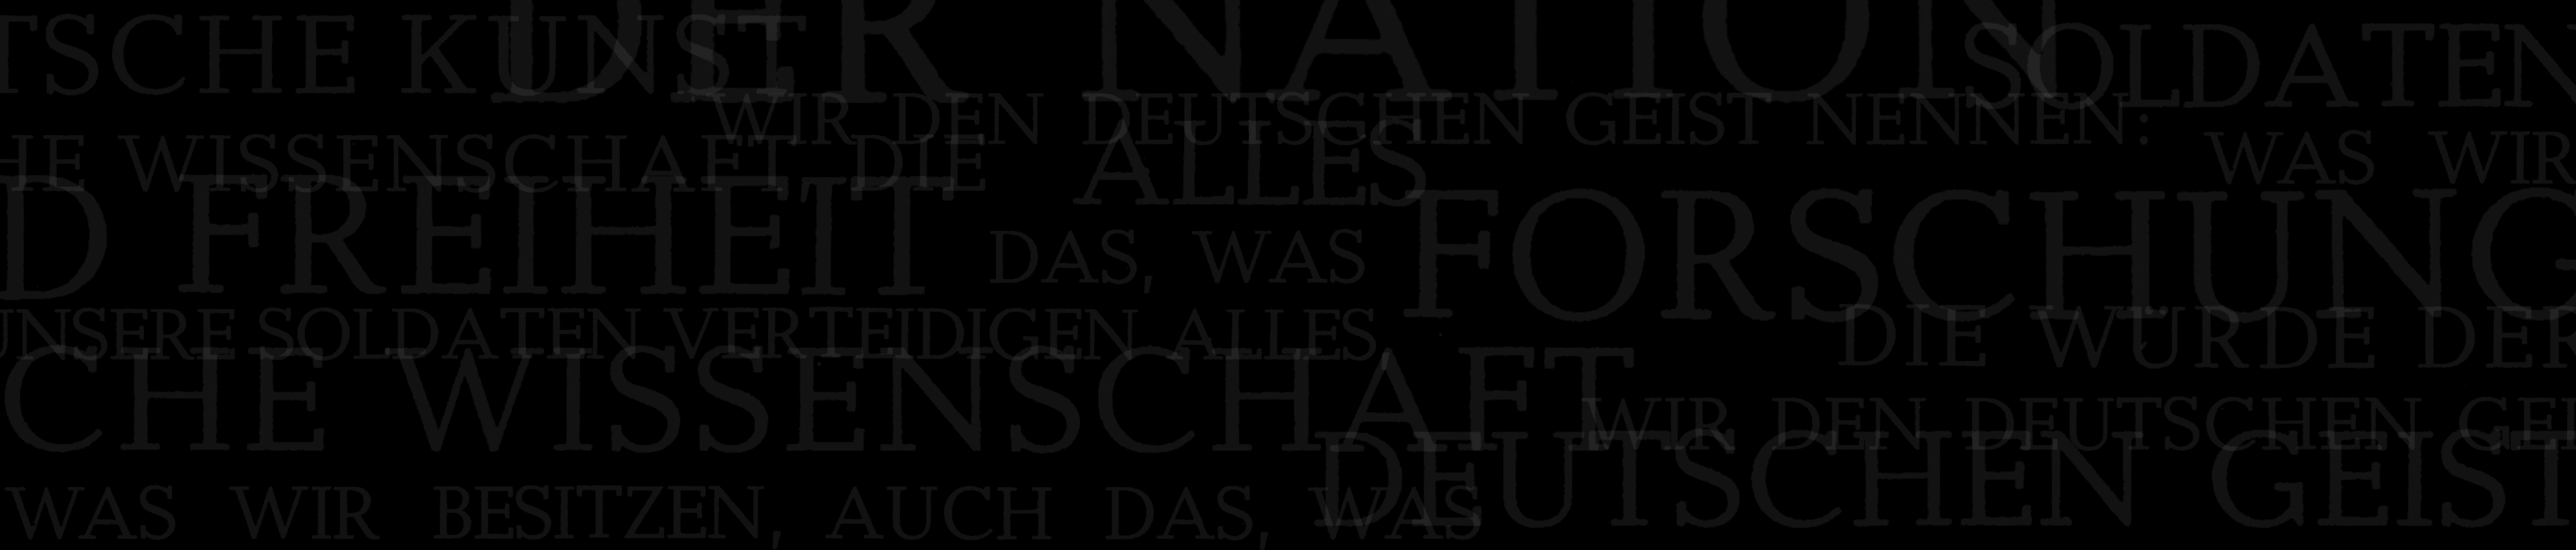 TSCHE KUNST
DER NATION
SOLDATEN
WIR DEN DEUTSCHEN GEIST NENNEN:
HE WISSENSCHAFT, DIE
ALLES
WAS WIR
D FREIHEIT
FORSCHUNG
DAS, WAS
UNSERE SOLDATEN VERTEIDIGEN ALLES
DIE WÜRDE DER
CHE WISSENSCHAFT
WIR DEN DEUTSCHEN GEI
DEUTSCHEN GEIST
WAS WIR BESITZEN, AUCH DAS, WAS